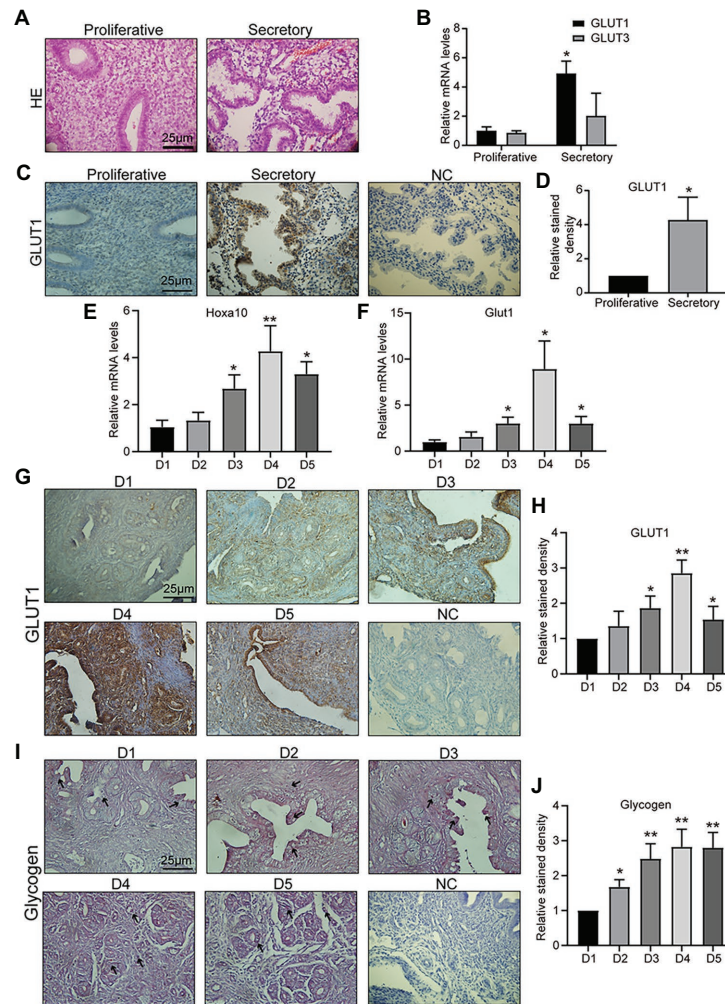 A
Proliferative
Secretory
HE
25μm
B
GLUT1
GLUT3
Relative mRNA levles
8
6
4
2
0
*
Proliferative
Secretory
C
Proliferative
Secretory
NC
GLUT1
25μm
D
GLUT1
Relative stained
density
6
4
2
0
*
Proliferative
Secretory
E
Hoxa10
Relative mRNA levels
6
4
2
0
*
**
*
D1 D2 D3 D4 D5
F
Glut1
Relative mRNA levles
15
10
5
0
*
*
*
D1 D2 D3 D4 D5
G
D1
D2
D3
GLUT1
25μm
D4
D5
NC
H
GLUT1
Relative stained density
4
3
2
1
0
*
**
*
D1 D2 D3 D4 D5
I
D1
D2
D3
Glycogen
25μm
D4
D5
NC
J
Glycogen
Relative stained density
4
3
2
1
0
*
**
**
**
D1 D2 D3 D4 D5